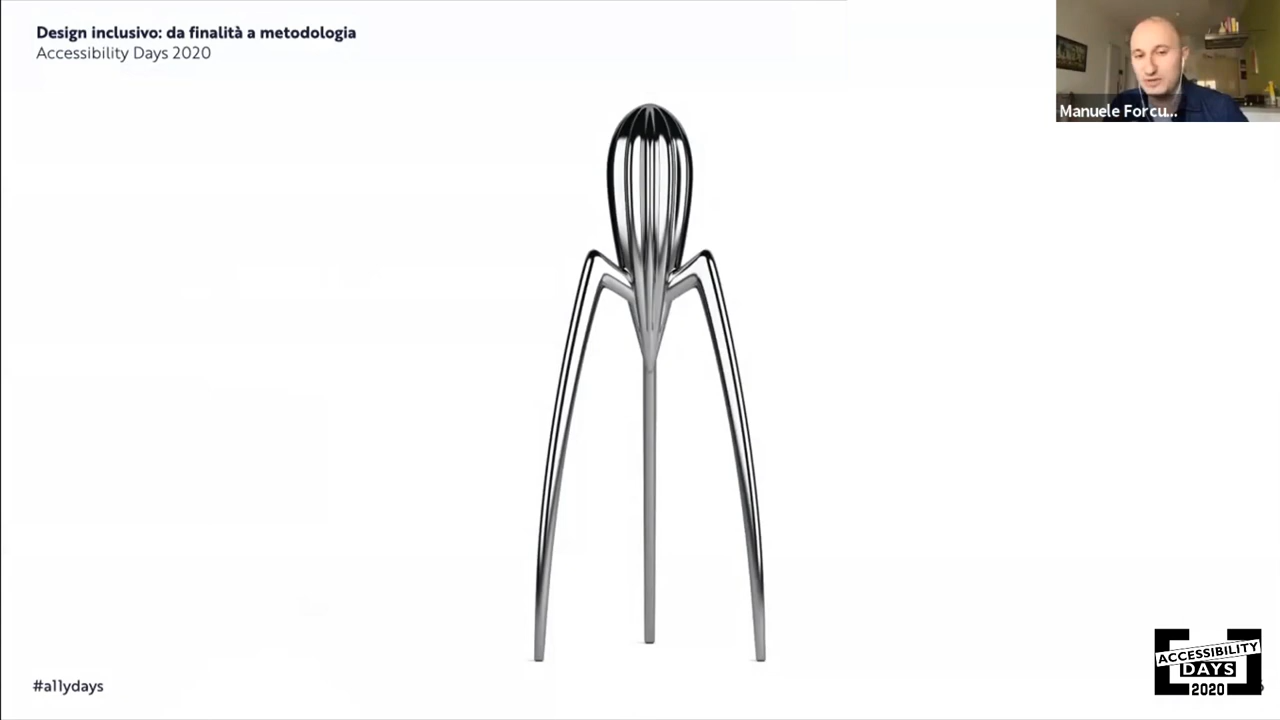 Design inclusivo: da finalità a metodologia
Accessibility Days 2020
Manuele Forcu...
#a11ydays
ACCESSIBILITY
DAYS
2020